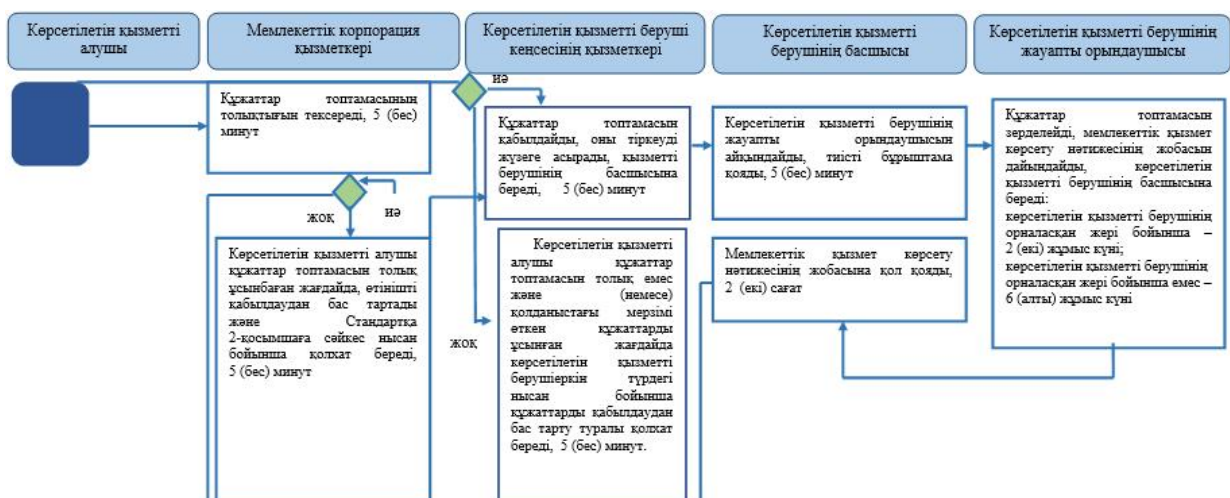 Көрсетілетін қызметті
алушы
Мемлекеттік корпорация
қызметкері
Көрсетілетін қызметті беруші
кеңсесінің қызметкері
Көрсетілетін қызметті
берушінің басшысы
Көрсетілетін қызметті берушінің
жауапты орындаушысы
Құжаттар топтамасының
толықтығын тексереді, 5 (бес)
минут
иә
Құжаттар топтамасын
қабылдайды, оны тіркеуді
жүзеге асырады, қызметті
берушінің басшысына
береді, 5 (бес) минут
Көрсетілетін қызметті берушінің
жауапты орындаушысын
айқындайды, тиісті бұрыштама
қояды, 5 (бес) минут
Құжаттар топтамасын
зерделейді, мемлекеттік қызмет
көрсету нәтижесінің жобасын
дайындайды, көрсетілетін
қызметті берушінің басшысына
береді:
көрсетілетін қызметті берушінің
орналасқан жері бойынша –
2 (екі) жұмыс күні;
көрсетілетін қызметті берушінің
орналасқан жері бойынша емес –
6 (алты) жұмыс күні
жоқ
иә
Көрсетілетін қызметті алушы
құжаттар топтамасын толық
ұсынбаған жағдайда, өтінішті
қабылдаудан бас тартады
және Стандартқа
2-қосымшаға сәйкес нысан
бойынша қолхат береді,
5 (бес) минут
жоқ
Көрсетілетін қызметті
алушы құжаттар
топтамасын толық емес
және (немесе)
қолданыстағы мерзімі
өткен құжаттарды
ұсынған жағдайда
көрсетілетін қызметті
берушіеркін түрдегі
нысан бойынша
құжаттарды қабылдаудан
бас тарту туралы қолхат
береді, 5 (бес) минут.
Мемлекеттік қызмет көрсету
нәтижесінің жобасына қол қояды,
2 (екі) сағат